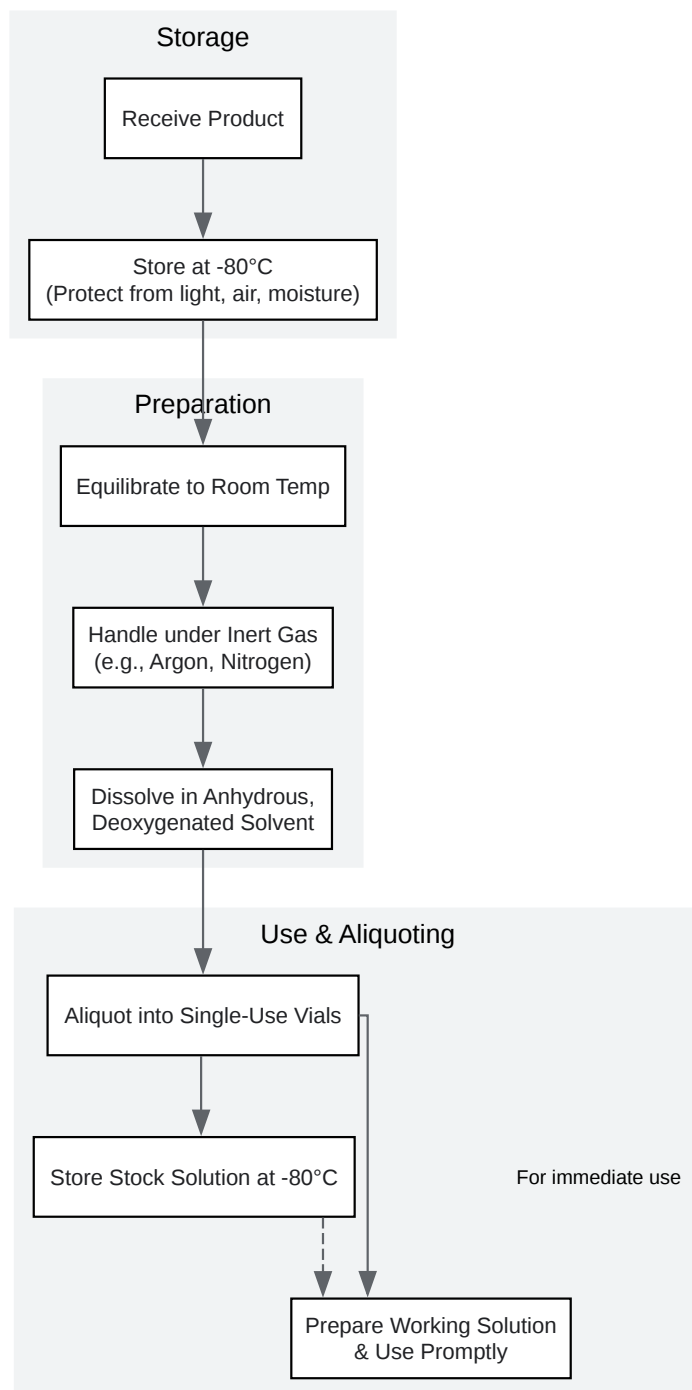 Storage
Receive Product
Store at -80°C
(Protect from light, air, moisture)
Preparation
Equilibrate to Room Temp
Handle under Inert Gas
(e.g., Argon, Nitrogen)
Dissolve in Anhydrous,
Deoxygenated Solvent
Use & Aliquoting
Aliquot into Single-Use Vials
Store Stock Solution at -80°C
For immediate use
Prepare Working Solution
& Use Promptly